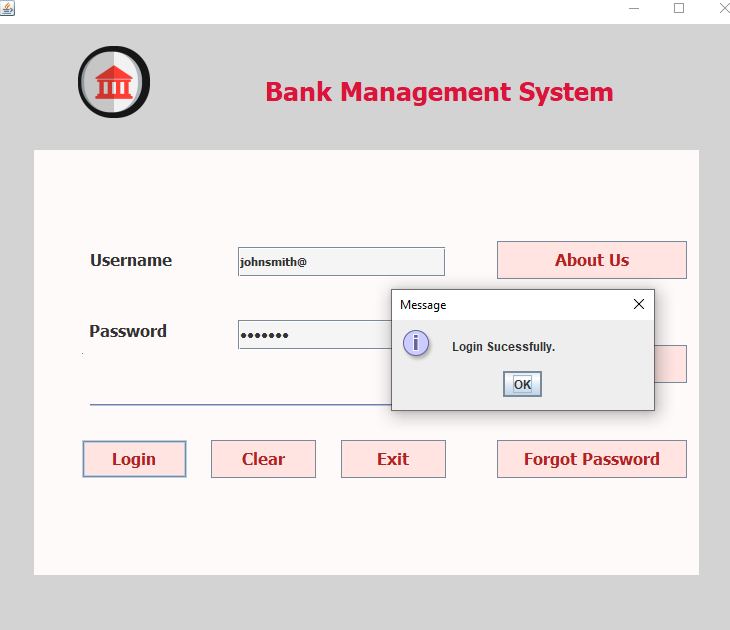 Bank Management System
Username
johnsmith@
About Us
Message
Password
•••••••
Login Sucessfully.
OK
Login
Clear
Exit
Forgot Password